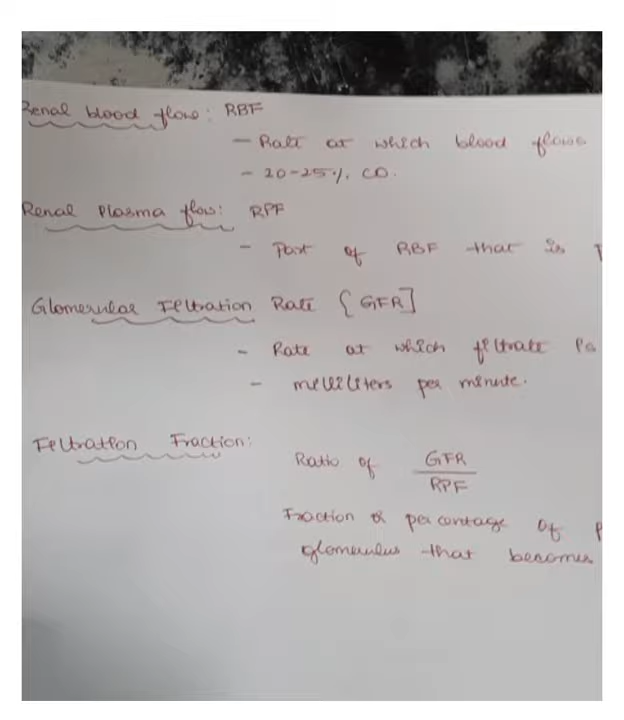 Renal blood flow: RBF
- Rate at which blood flows
- 20-25% CO.
Renal Plasma flow: RPF
- Part of RBF that is
Glomerular Filtration Rate {GFR]
- Rate at which filtrate
- milliliters per minute.
Filtration Fraction:
Ratio of GFR
RPF
Fraction & percentage of
glomerulus that becomes